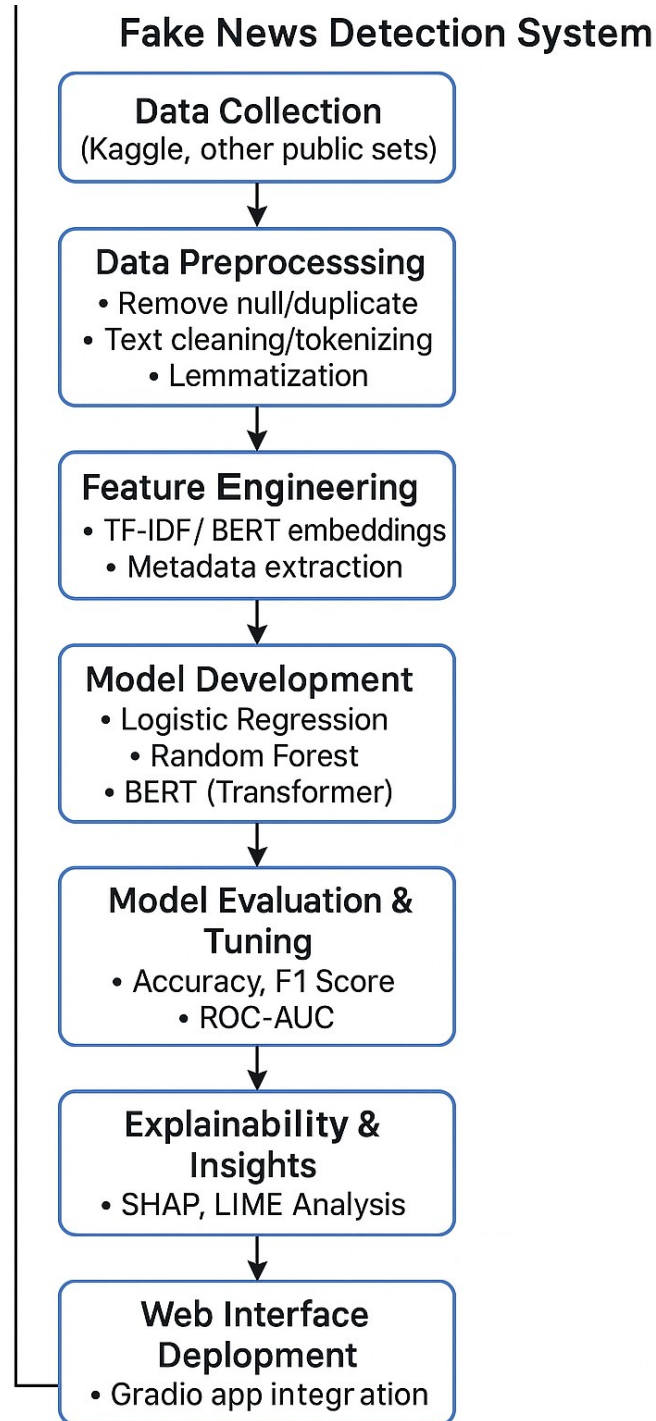 Fake News Detection System
Data Collection
(Kaggle, other public sets)
Data Preprocesssing
• Remove null/duplicate
• Text cleaning/tokenizing
• Lemmatization
Feature Engineering
• TF-IDF/ BERT embeddings
• Metadata extraction
Model Development
• Logistic Regression
• Random Forest
• BERT (Transformer)
Model Evaluation &
Tuning
• Accuracy, F1 Score
• ROC-AUC
Explainability &
Insights
• SHAP, LIME Analysis
Web Interface
Deplopment
• Gradio app integration